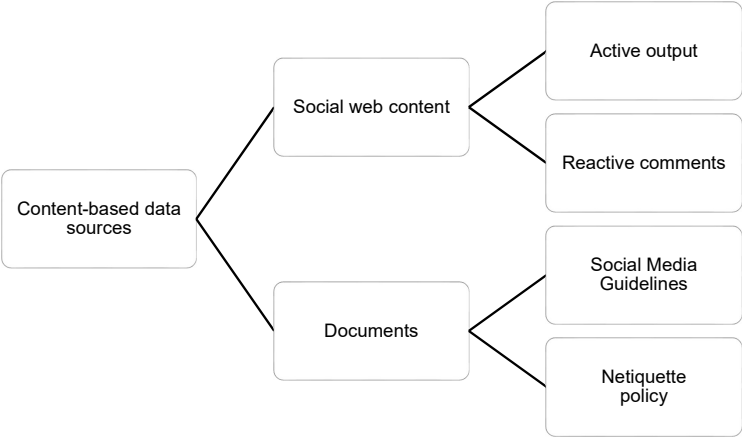 Active output
Social web content
Reactive comments
Content-based data
sources
Social Media
Guidelines
Documents
Netiquette
policy